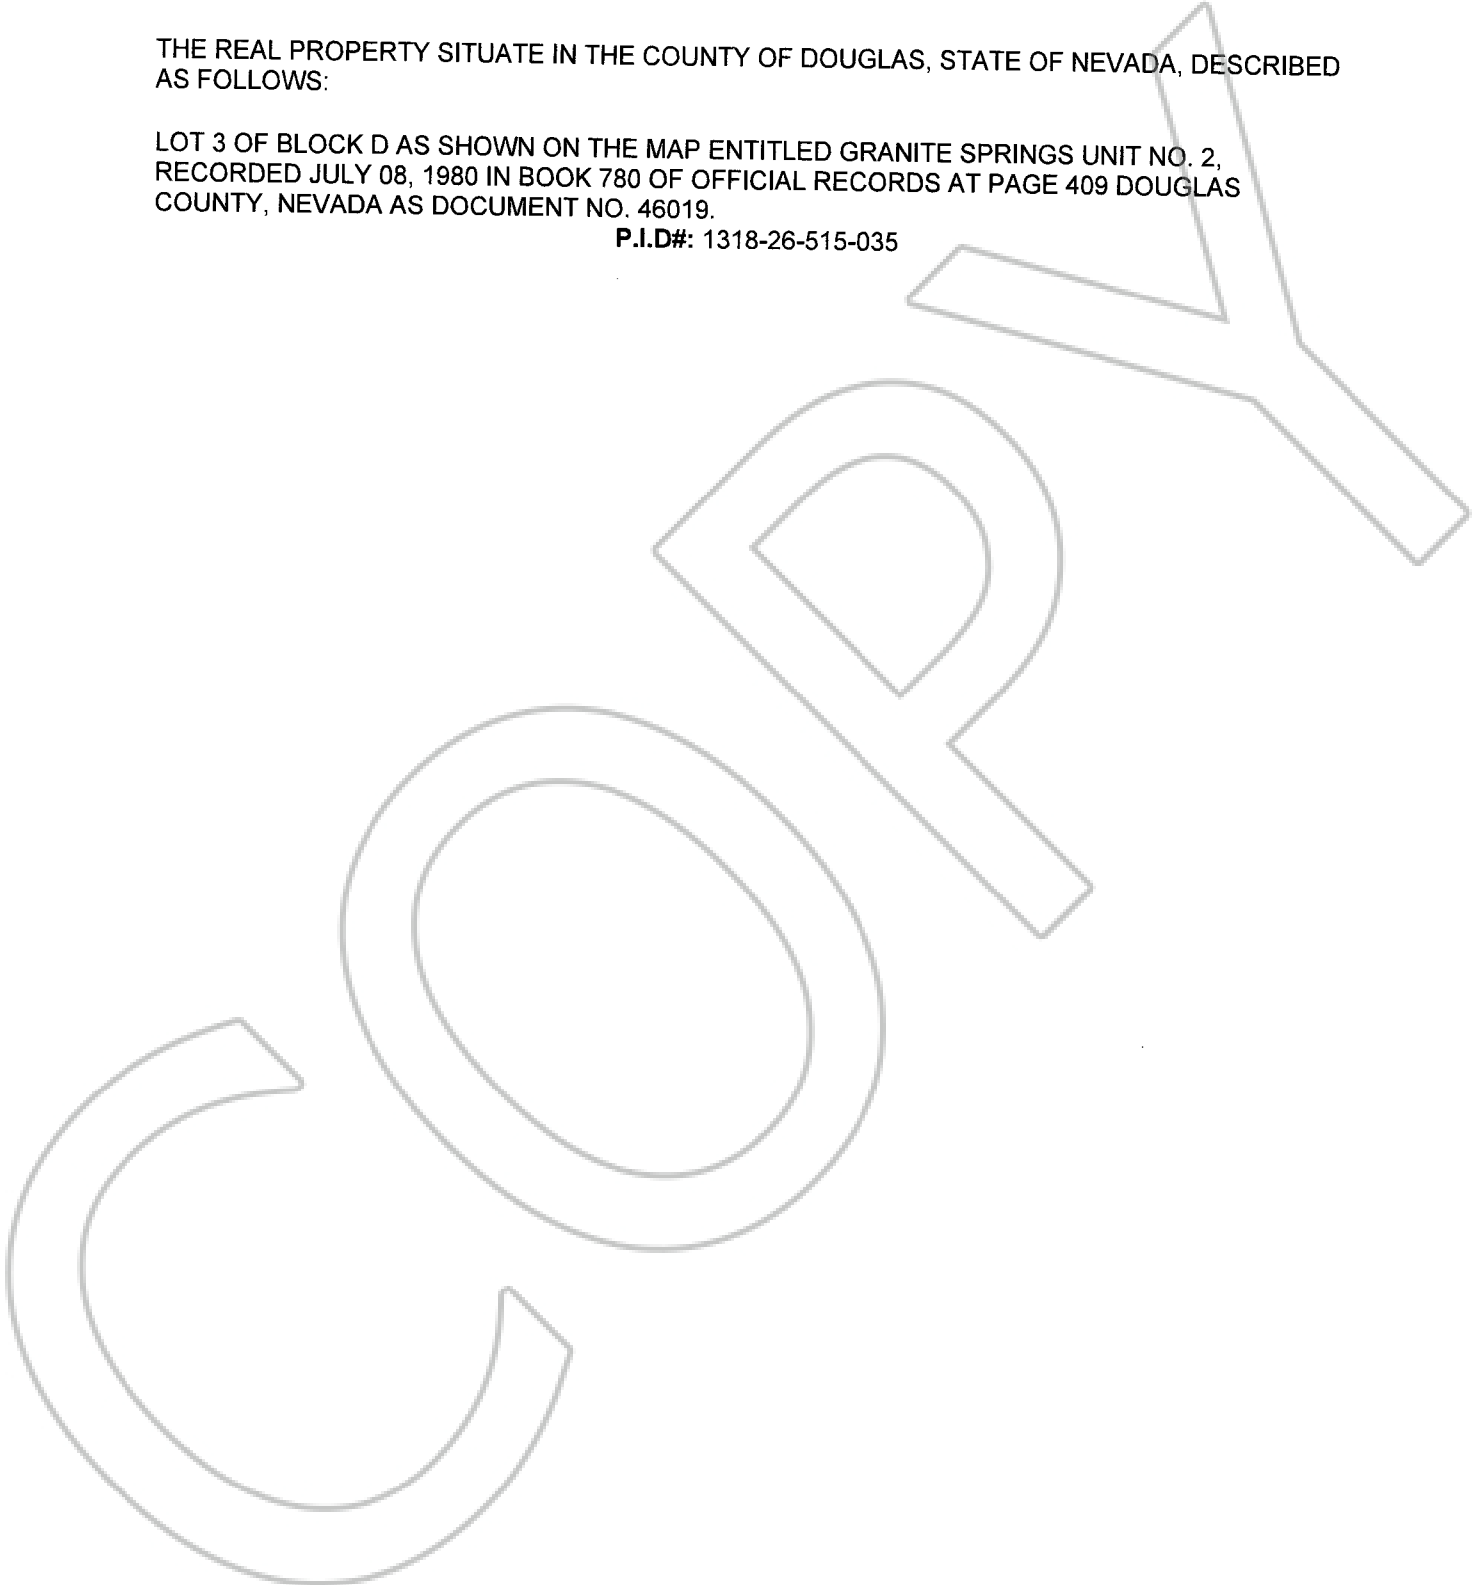 THE REAL PROPERTY SITUATE IN THE COUNTY OF DOUGLAS, STATE OF NEVADA, DESCRIBED
AS FOLLOWS:
LOT 3 OF BLOCK D AS SHOWN ON THE MAP ENTITLED GRANITE SPRINGS UNIT NO. 2,
RECORDED JULY 08, 1980 IN BOOK 780 OF OFFICIAL RECORDS AT PAGE 409 DOUGLAS
COUNTY, NEVADA AS DOCUMENT NO. 46019.
P.I.D#: 1318-26-515-035
COPY